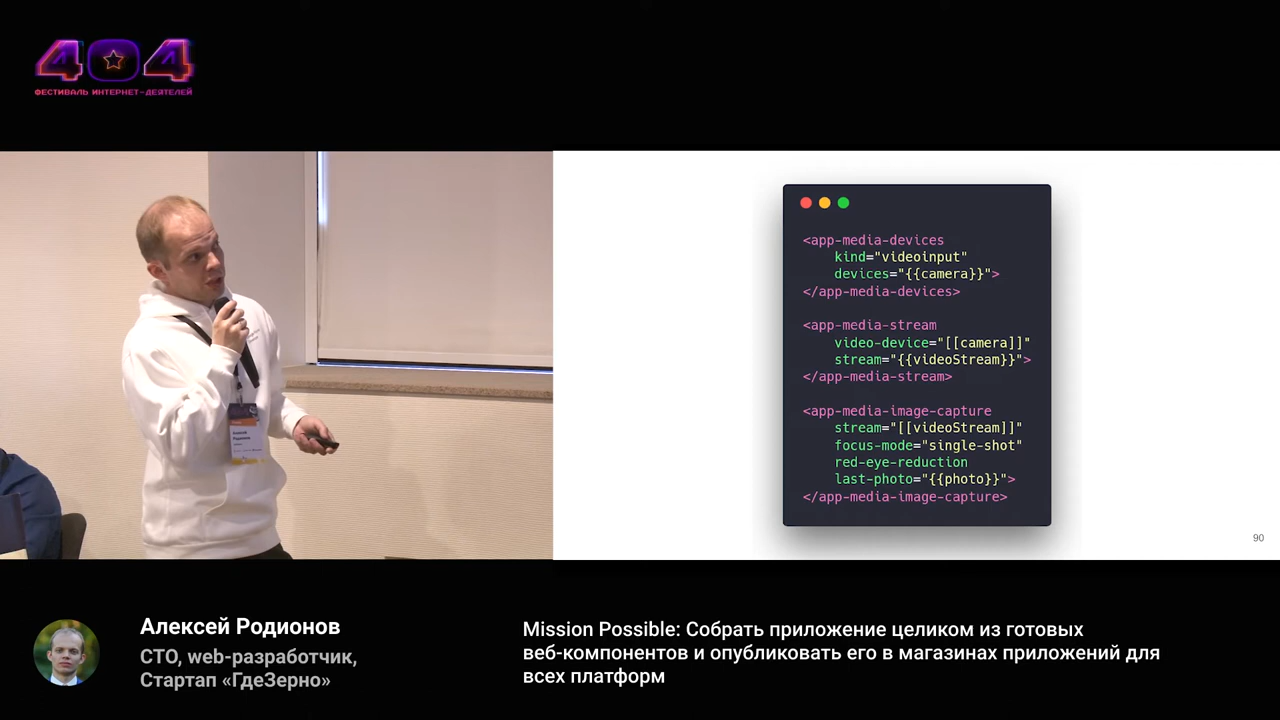 404
ФЕСТИВАЛЬ ИНТЕРНЕТ-ДЕЯТЕЛЕЙ
<app-media-devices
kind="videoinput"
devices="{{camera}}">
</app-media-devices>
<app-media-stream
video-device="[[camera]]"
stream="{{videoStream}}">
</app-media-stream>
<app-media-image-capture
stream="[[videoStream]]"
focus-mode="single-shot"
red-eye-reduction
last-photo="{{photo}}">
</app-media-image-capture>
90
Алексей
Родионов
Алексей Родионов
CTO, web-разработчик,
Стартап «ГдеЗерно»
Mission Possible: Собрать приложение целиком из готовых
веб-компонентов и опубликовать его в магазинах приложений для
всех платформ